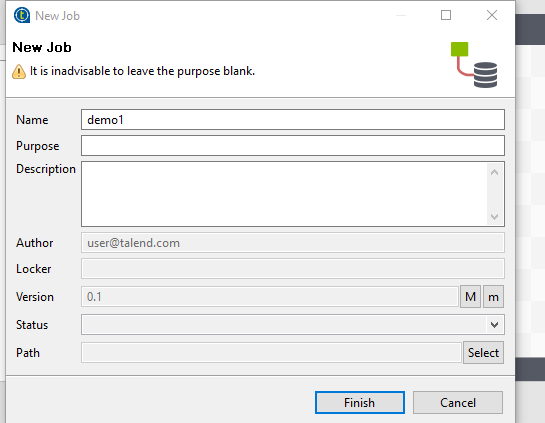 New Job
New Job
It is inadvisable to leave the purpose blank.
Name demo1
Purpose
Description
Author user@talend.com
Locker
Version 0.1 M m
Status
Path Select
Finish Cancel